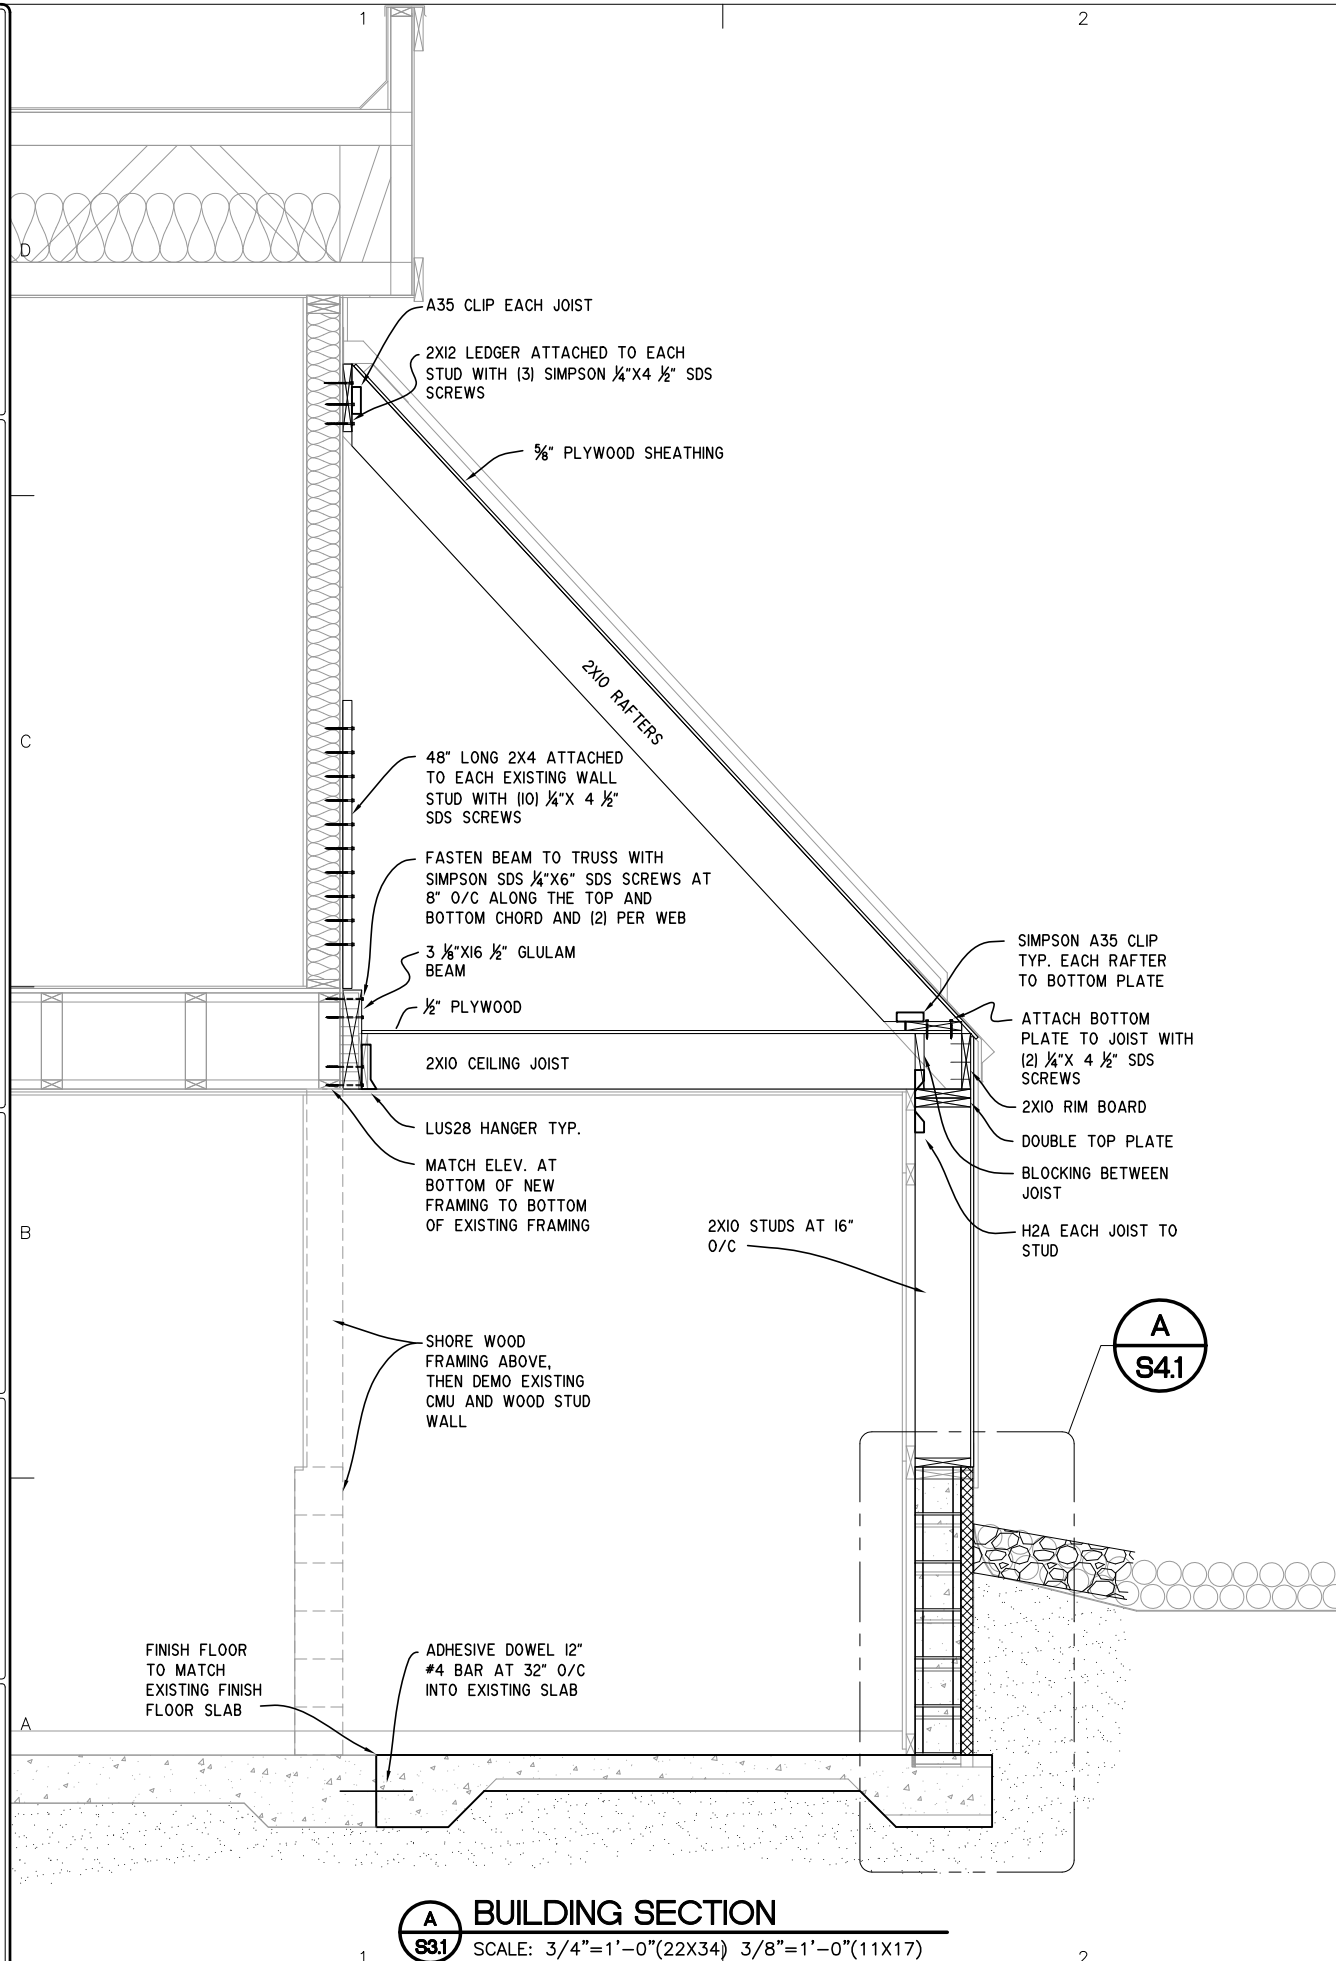 1
2
D
A35 CLIP EACH JOIST
2X12 LEDGER ATTACHED TO EACH
STUD WITH (3) SIMPSON ¼"X4 ½" SDS
SCREWS
⅝" PLYWOOD SHEATHING
2X10 RAFTERS
C
48" LONG 2X4 ATTACHED
TO EACH EXISTING WALL
STUD WITH (10) ¼"X 4 ½"
SDS SCREWS
FASTEN BEAM TO TRUSS WITH
SIMPSON SDS ¼"X6" SDS SCREWS AT
8" O/C ALONG THE TOP AND
BOTTOM CHORD AND (2) PER WEB
3 ⅛"X16 ½" GLULAM
BEAM
½" PLYWOOD
2X10 CEILING JOIST
SIMPSON A35 CLIP
TYP. EACH RAFTER
TO BOTTOM PLATE
ATTACH BOTTOM
PLATE TO JOIST WITH
(2) ¼"X 4 ½" SDS
SCREWS
2X10 RIM BOARD
DOUBLE TOP PLATE
BLOCKING BETWEEN
JOIST
H2A EACH JOIST TO
STUD
LUS28 HANGER TYP.
MATCH ELEV. AT
BOTTOM OF NEW
FRAMING TO BOTTOM
OF EXISTING FRAMING
B
2X10 STUDS AT 16"
O/C
A
S4.1
SHORE WOOD
FRAMING ABOVE,
THEN DEMO EXISTING
CMU AND WOOD STUD
WALL
FINISH FLOOR
TO MATCH
EXISTING FINISH
FLOOR SLAB
ADHESIVE DOWEL 12"
#4 BAR AT 32" O/C
INTO EXISTING SLAB
A
A
S3.1
BUILDING SECTION
SCALE: 3/4"=1'-0"(22X34) 3/8"=1'-0"(11X17)
1
2